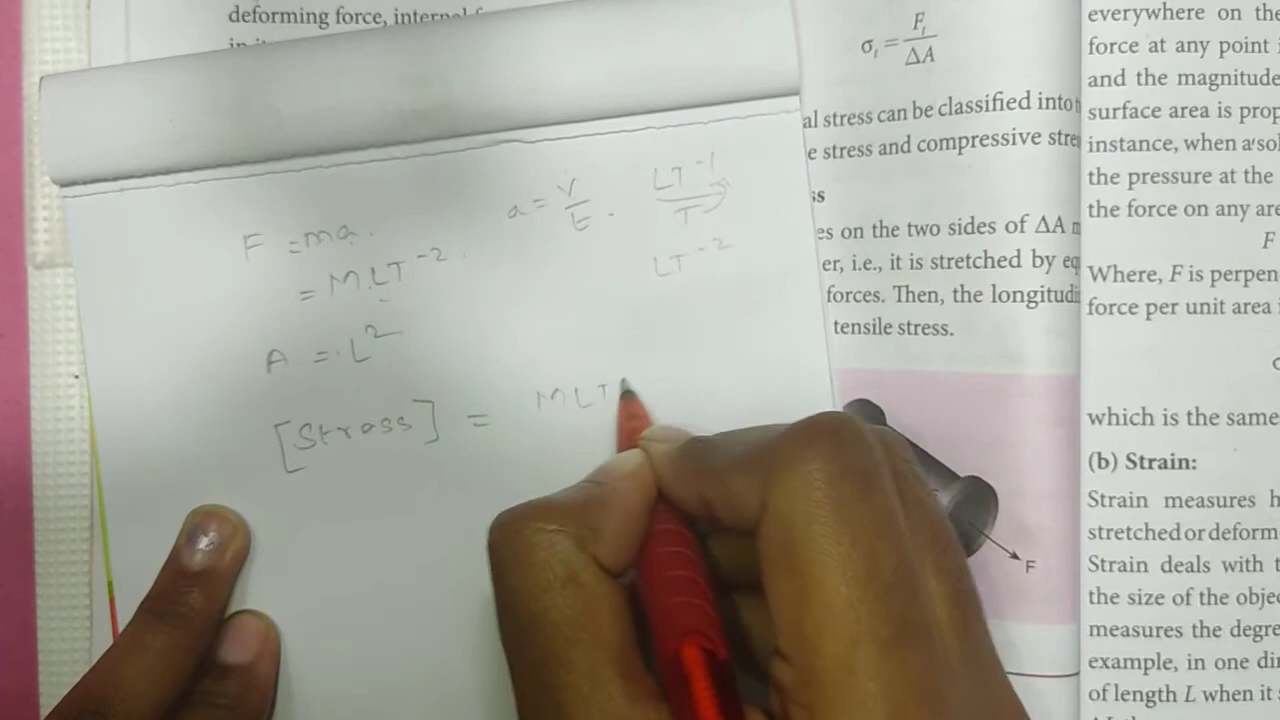 deforming force, internal
F = ma.
= MLT⁻²
A = L²
[Stress] = MLT
a = V/t. LT⁻¹/T
LT⁻²
σₜ = Fₜ/ΔA
al stress can be classified into
e stress and compressive stre
ss
es on the two sides of ΔA
er, i.e., it is stretched by eq
forces. Then, the longitudi
tensile stress.
F
everywhere on the
force at any point
and the magnitude
surface area is prop
instance, when a sol
the pressure at the
the force on any are
F
Where, F is perpen
force per unit area
which is the same
(b) Strain:
Strain measures h
stretched or deform
Strain deals with t
the size of the obje
measures the degre
example, in one di
of length L when it